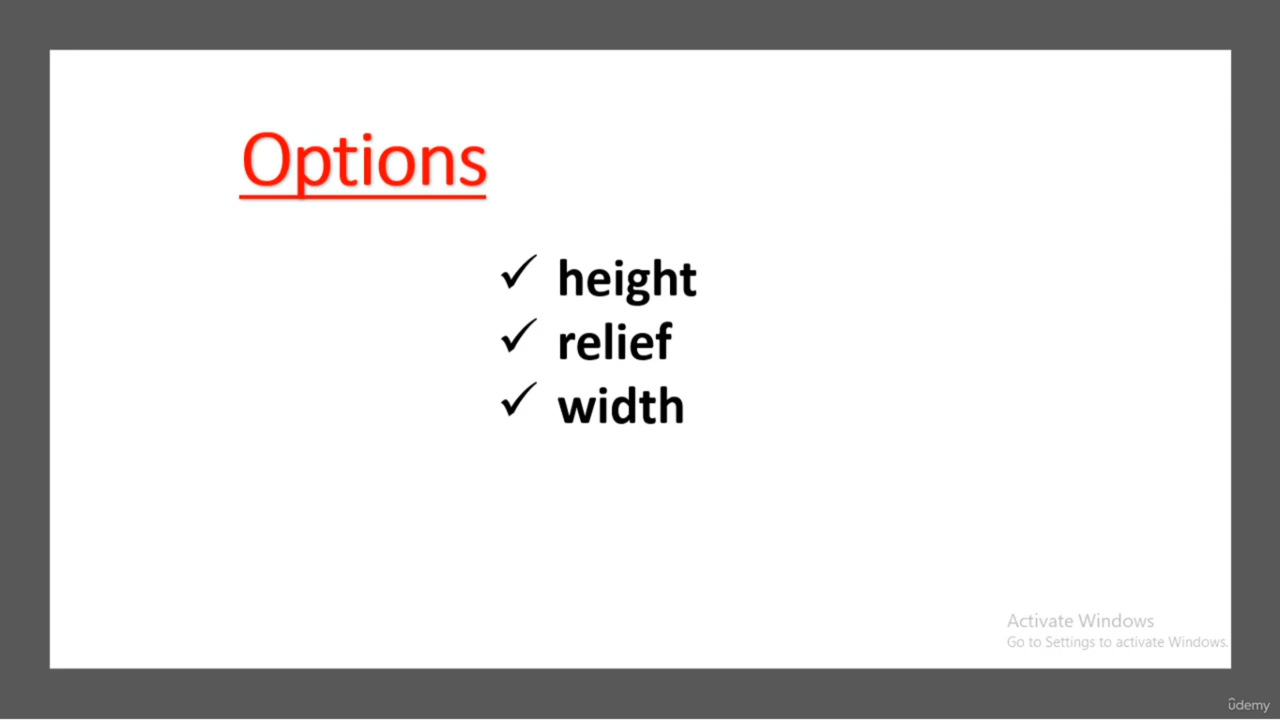 Options
✓ height
✓ relief
✓ width
Activate Windows
Go to Settings to activate Windows.
ûdemy